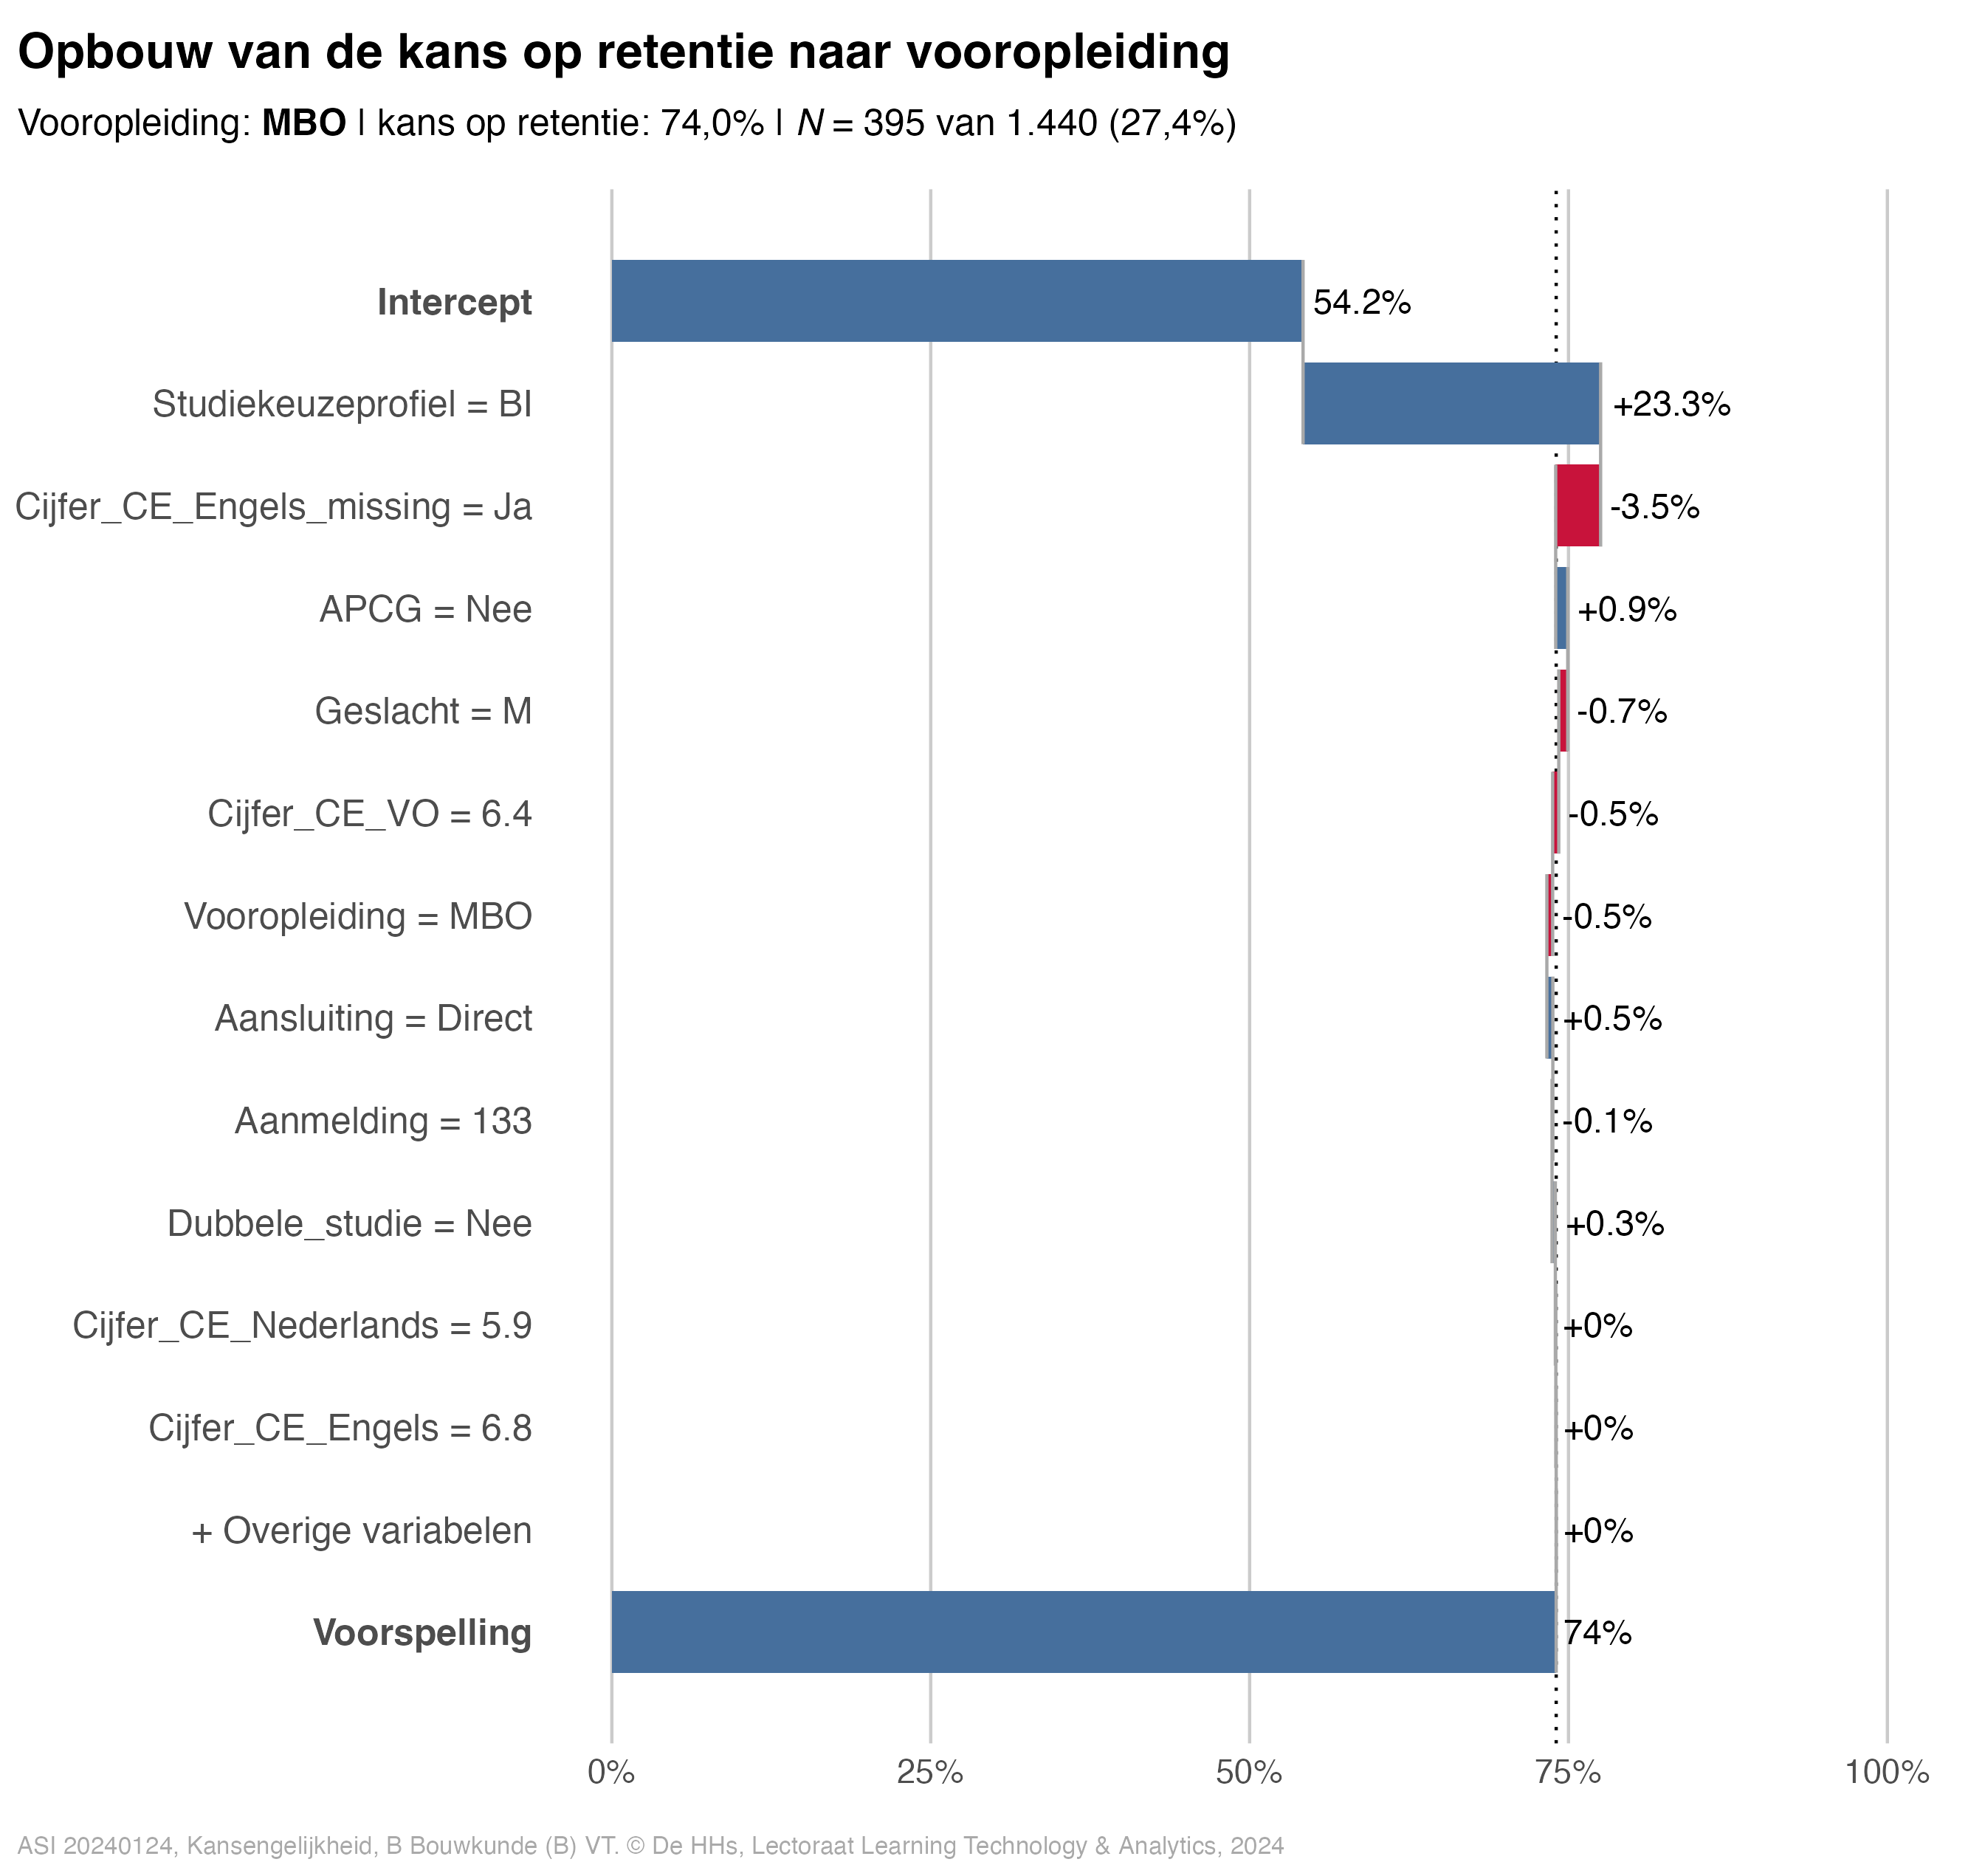 Opbouw van de kans op retentie naar vooropleiding
Vooropleiding: MBO | kans op retentie: 74,0% | N = 395 van 1.440 (27,4%)
Intercept 54.2%
Studiekeuzeprofiel = BI +23.3%
Cijfer_CE_Engels_missing = Ja -3.5%
APCG = Nee +0.9%
Geslacht = M -0.7%
Cijfer_CE_VO = 6.4 -0.5%
Vooropleiding = MBO -0.5%
Aansluiting = Direct +0.5%
Aanmelding = 133 -0.1%
Dubbele_studie = Nee +0.3%
Cijfer_CE_Nederlands = 5.9 +0%
Cijfer_CE_Engels = 6.8 +0%
+ Overige variabelen +0%
Voorspelling 74%
0% 25% 50% 75% 100%
ASI 20240124, Kansengelijkheid, B Bouwkunde (B) VT. © De HHs, Lectoraat Learning Technology & Analytics, 2024